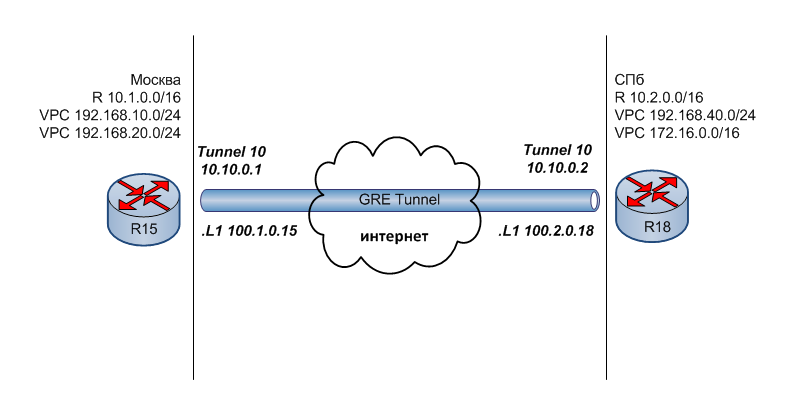 Москва
R 10.1.0.0/16
VPC 192.168.10.0/24
VPC 192.168.20.0/24
СПб
R 10.2.0.0/16
VPC 192.168.40.0/24
VPC 172.16.0.0/16
Tunnel 10
10.10.0.1
Tunnel 10
10.10.0.2
R15
GRE Tunnel
R18
.L1 100.1.0.15
интернет
.L1 100.2.0.18